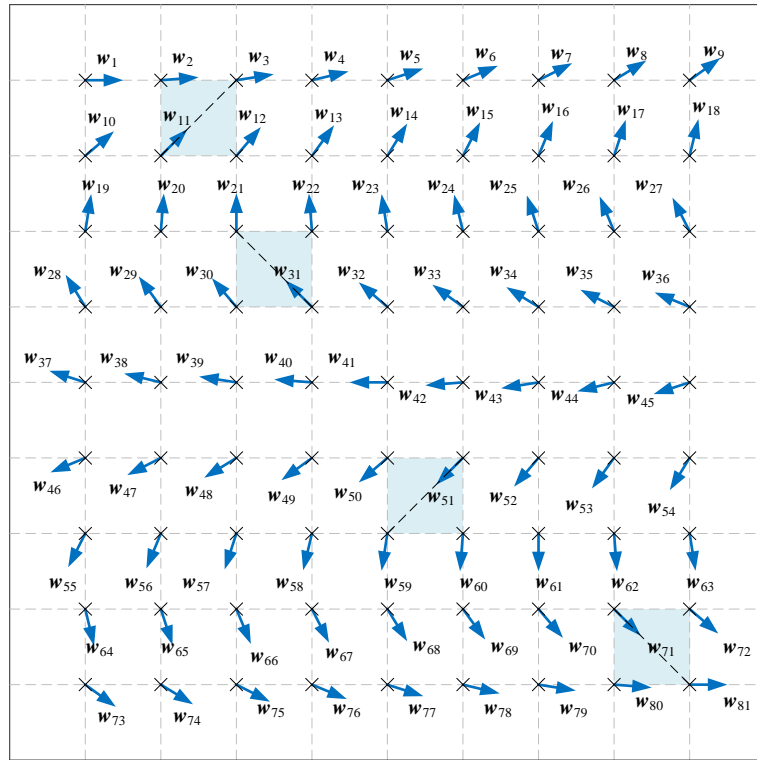 w₁ w₂ w₃ w₄ w₅ w₆ w₇ w₈ w₉
w₁₀ w₁₁ w₁₂ w₁₃ w₁₄ w₁₅ w₁₆ w₁₇ w₁₈
w₁₉ w₂₀ w₂₁ w₂₂ w₂₃ w₂₄ w₂₅ w₂₆ w₂₇
w₂₈ w₂₉ w₃₀ w₃₁ w₃₂ w₃₃ w₃₄ w₃₅ w₃₆
w₃₇ w₃₈ w₃₉ w₄₀ w₄₁ w₄₂ w₄₃ w₄₄ w₄₅
w₄₆ w₄₇ w₄₈ w₄₉ w₅₀ w₅₁ w₅₂ w₅₃ w₅₄
w₅₅ w₅₆ w₅₇ w₅₈ w₅₉ w₆₀ w₆₁ w₆₂ w₆₃
w₆₄ w₆₅ w₆₆ w₆₇ w₆₈ w₆₉ w₇₀ w₇₁ w₇₂
w₇₃ w₇₄ w₇₅ w₇₆ w₇₇ w₇₈ w₇₉ w₈₀ w₈₁